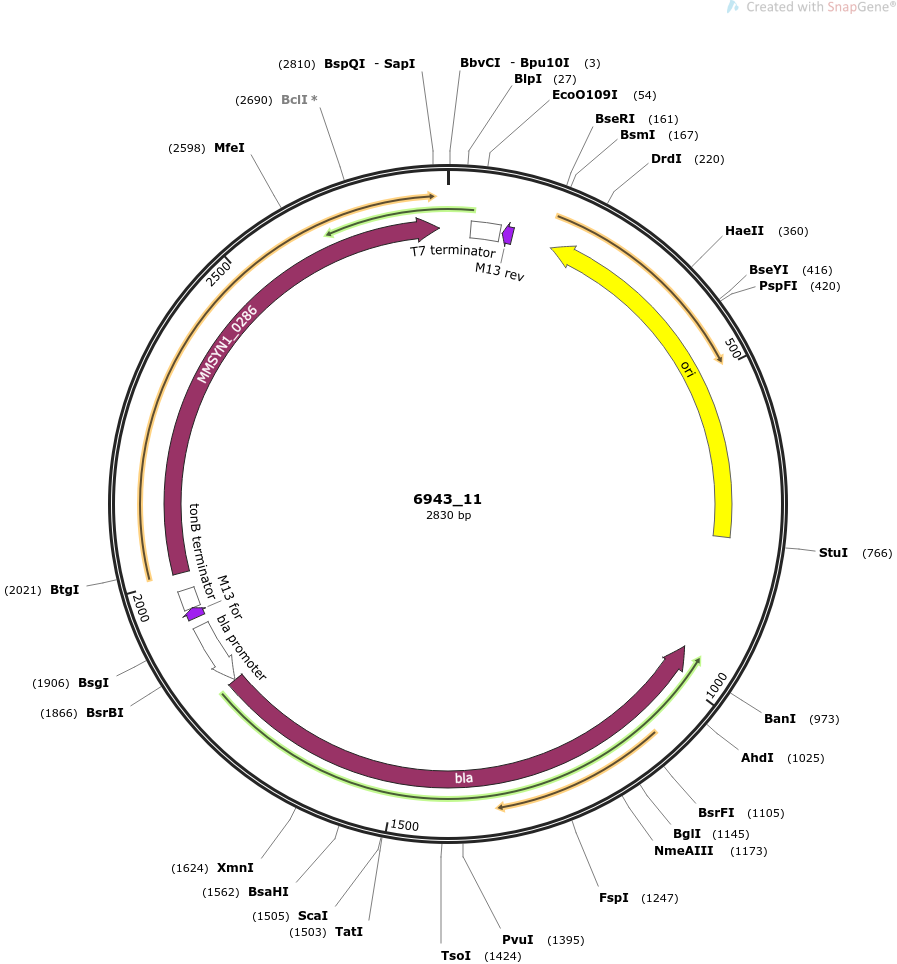 Created with SnapGene®
(2810) BspQI - SapI
BbvCI - Bpu10I (3)
BlpI (27)
(2690) BclI *
EcoO109I (54)
BseRI (161)
BsmI (167)
(2598) MfeI
DrdI (220)
HaeII (360)
BseYI (416)
PspFI (420)
T7 terminator
M13 rev
2500
500
MMSYN1_0286
ori
6943_11
2830 bp
StuI (766)
tonB terminator
M13 for
bla promoter
(2021) BtgI
2000
(1906) BsgI
(1866) BsrBI
1000
BanI (973)
AhdI (1025)
bla
BsrFI (1105)
1500
BglI (1145)
NmeAIII (1173)
(1624) XmnI
(1562) BsaHI
FspI (1247)
(1505) ScaI
(1503) TatI
PvuI (1395)
TsoI (1424)